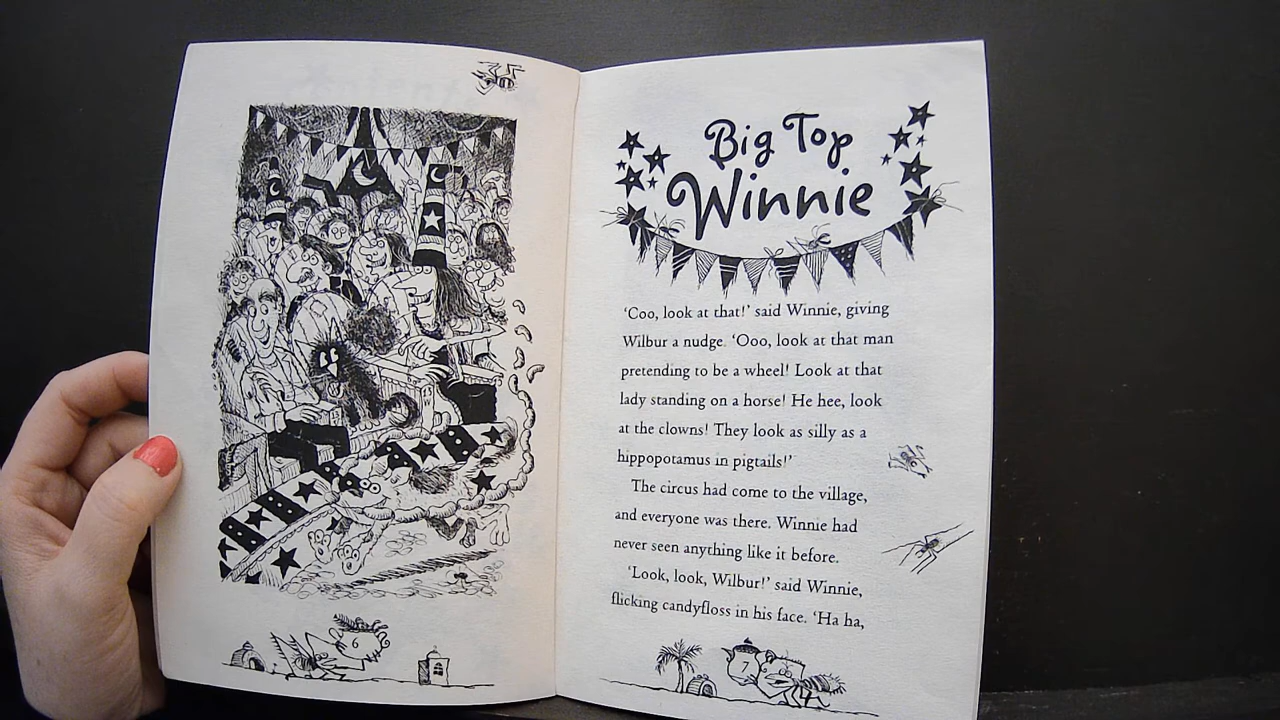 6
Big Top
Winnie
‘Coo, look at that!’ said Winnie, giving
Wilbur a nudge. ‘Ooo, look at that man
pretending to be a wheel! Look at that
lady standing on a horse! He hee, look
at the clowns! They look as silly as a
hippopotamus in pigtails!’
The circus had come to the village,
and everyone was there. Winnie had
never seen anything like it before.
‘Look, look, Wilbur!’ said Winnie,
flicking candyfloss in his face. ‘Ha ha,
7